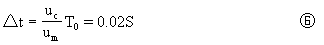 △t = u_c/u_m T_0 = 0.02S ⑥